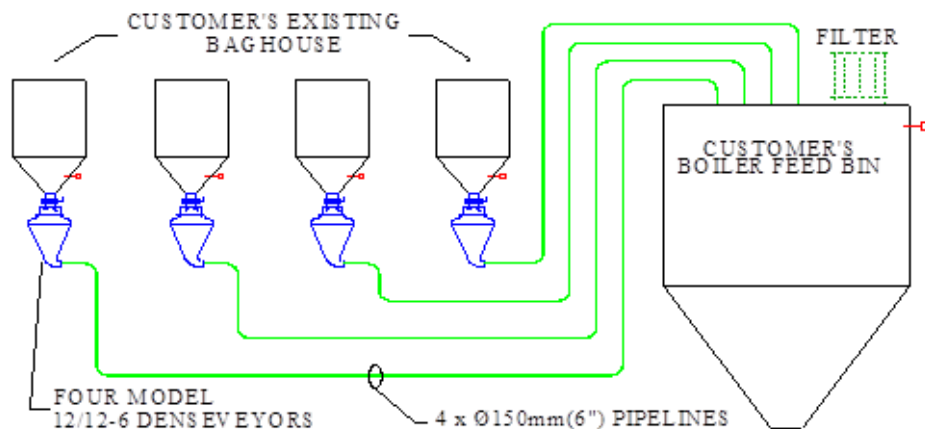 CUSTOMER'S EXISTING
BAGHOUSE
FILTER
CUSTOMER'S
BOILER FEED BIN
FOUR MODEL
12/12-6 DENSEVEYORS
4 x Ø150mm(6") PIPELINES